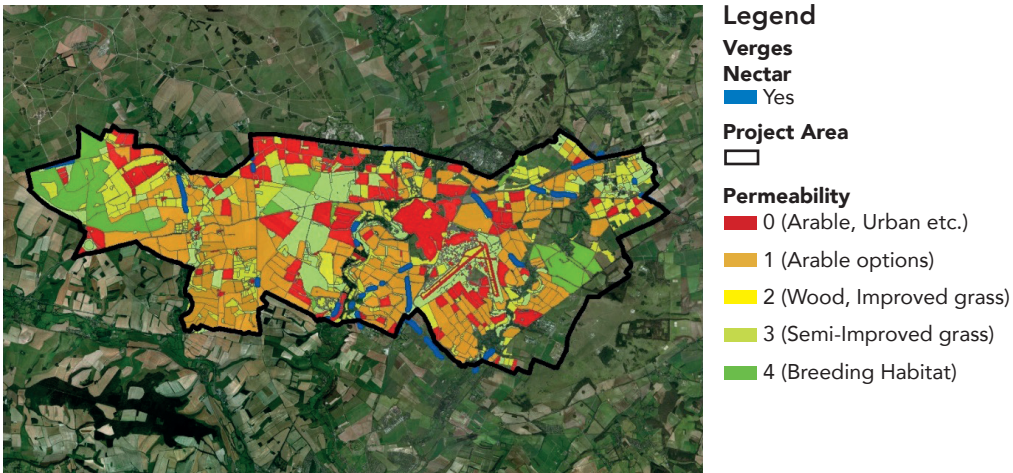 Legend
Verges
Nectar
Yes
Project Area
Permeability
0 (Arable, Urban etc.)
1 (Arable options)
2 (Wood, Improved grass)
3 (Semi-Improved grass)
4 (Breeding Habitat)